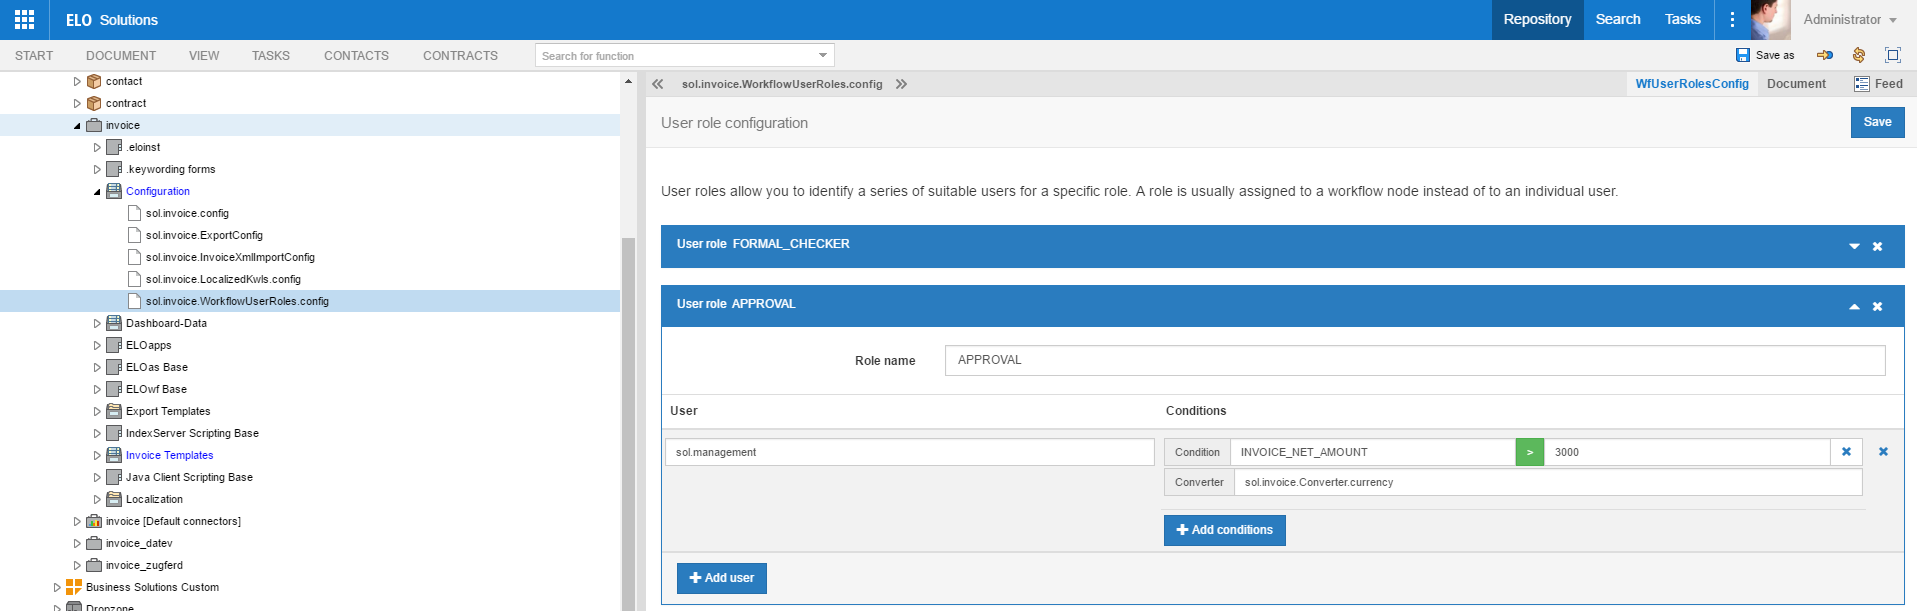 ELO Solutions
Repository Search Tasks Administrator
START DOCUMENT VIEW TASKS CONTACTS CONTRACTS Search for function Save as
contact
contract
invoice
.eloinst
.keywording forms
Configuration
sol.invoice.config
sol.invoice.ExportConfig
sol.invoice.InvoiceXmlImportConfig
sol.invoice.LocalizedKwls.config
sol.invoice.WorkflowUserRoles.config
Dashboard-Data
ELOapps
ELOas Base
ELOwf Base
Export Templates
IndexServer Scripting Base
Invoice Templates
Java Client Scripting Base
Localization
invoice [Default connectors]
invoice_datev
invoice_zugferd
Business Solutions Custom
Dropzone
sol.invoice.WorkflowUserRoles.config WfUserRolesConfig Document Feed
User role configuration Save
User roles allow you to identify a series of suitable users for a specific role. A role is usually assigned to a workflow node instead of to an individual user.
User role FORMAL_CHECKER
User role APPROVAL
Role name APPROVAL
User Conditions
sol.management Condition INVOICE_NET_AMOUNT > 3000
Converter sol.invoice.Converter.currency
Add conditions
Add user